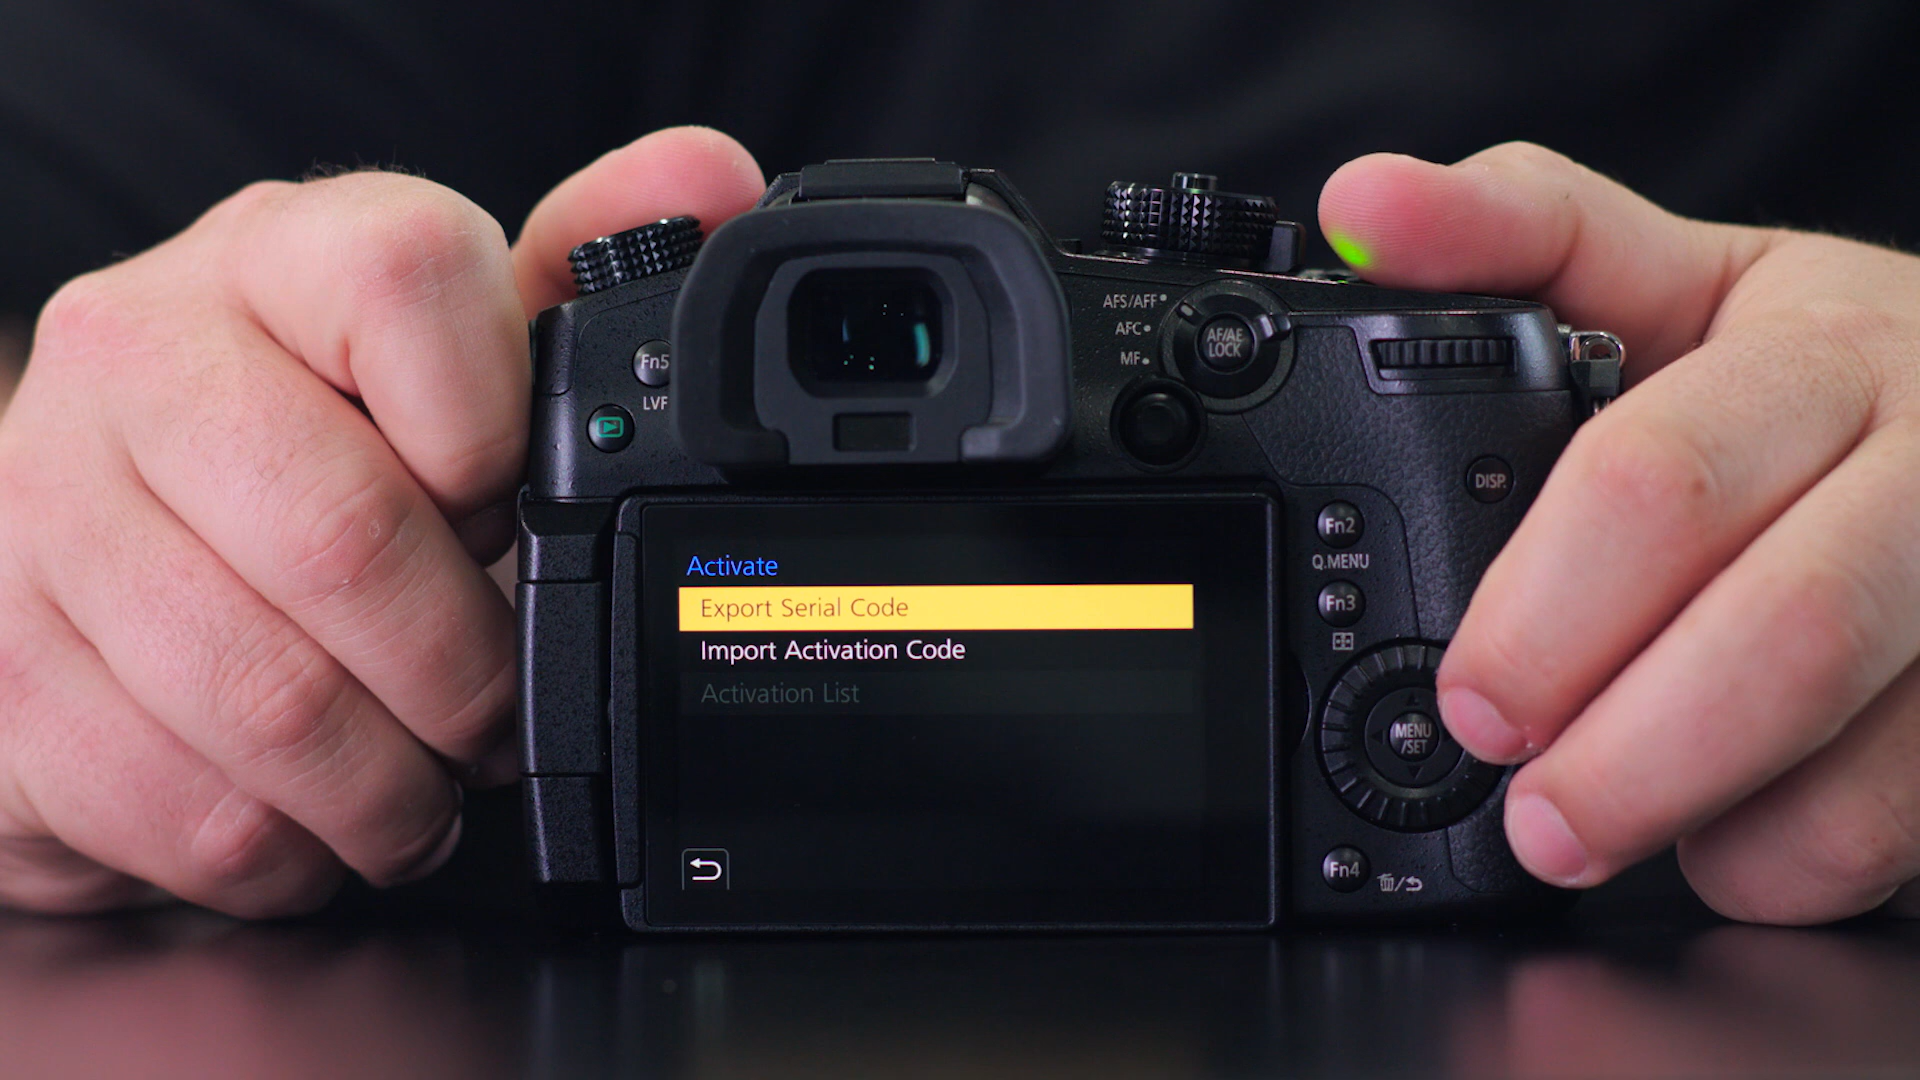 AFS/AFF
AFC
MF
AF/AE
LOCK
Fn5
LVF
DISP.
Fn2
Q.MENU
Fn3
MENU
/SET
Fn4
Activate
Export Serial Code
Import Activation Code
Activation List